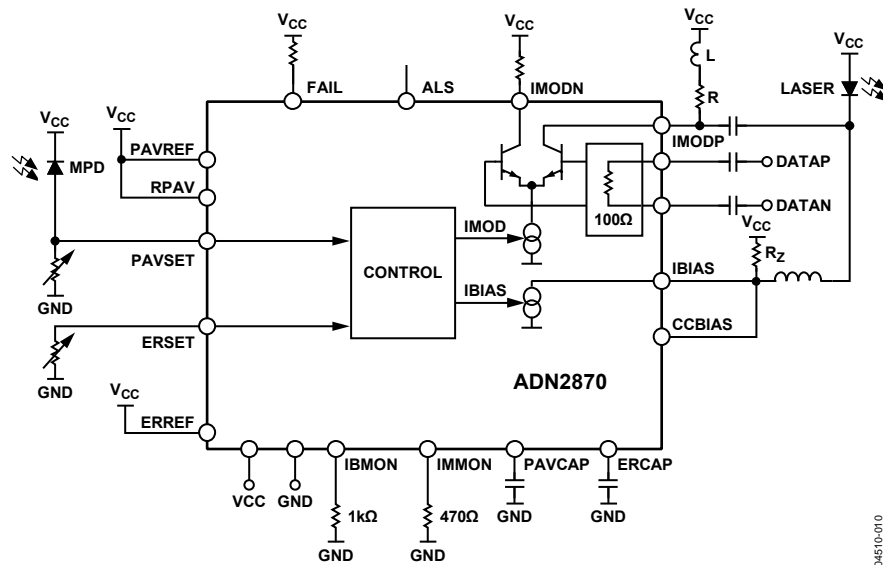 VCC
VCC
VCC
VCC
L
R
FAIL
ALS
IMODN
LASER
IMODP
VCC
VCC
MPD
PAVREF
RPAV
DATAP
100Ω
DATAN
VCC
RZ
PAVSET
GND
CONTROL
IMOD
IBIAS
IBIAS
CCBIAS
ERSET
GND
ADN2870
VCC
ERREF
VCC
GND
IBMON
1kΩ
GND
IMMON
470Ω
GND
PAVCAP
GND
ERCAP
GND
04510-010